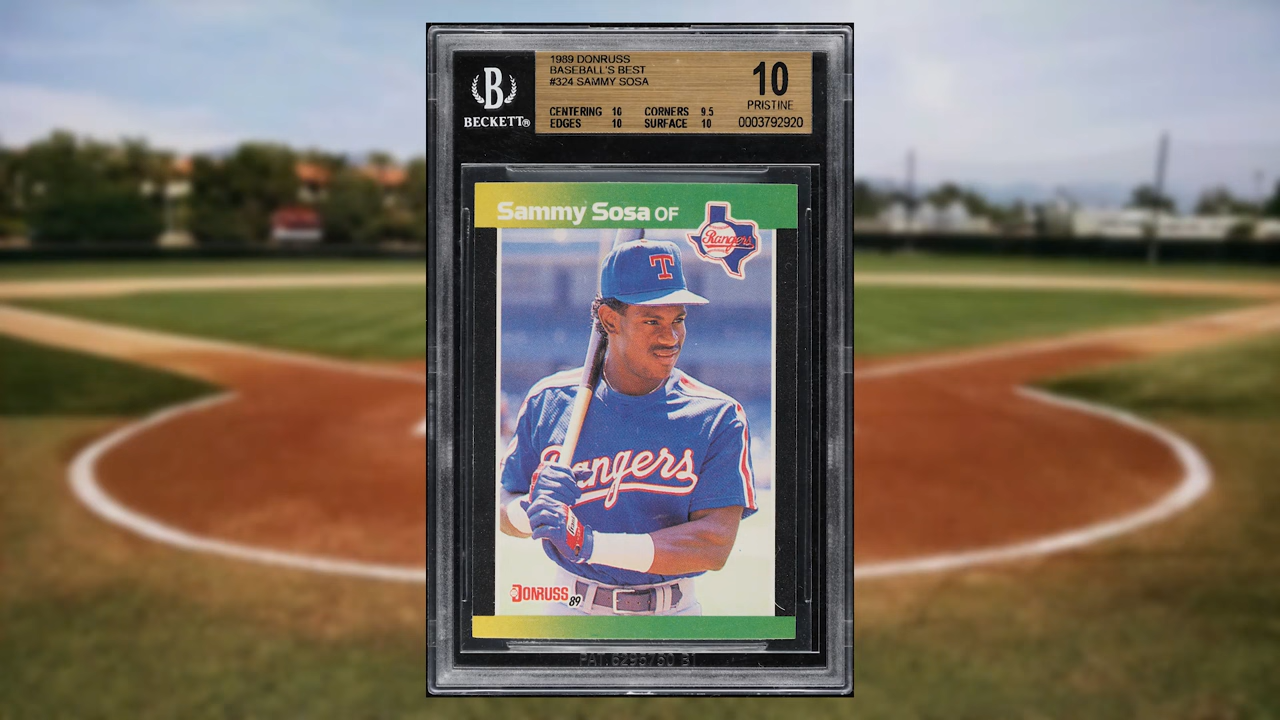 1989 DONRUSS
BASEBALL'S BEST
#324 SAMMY SOSA
10
PRISTINE
CENTERING 10 CORNERS 9.5
EDGES 10 SURFACE 10
0003792920
B
BECKETT®
Sammy Sosa OF
Rangers
T
Rangers
DONRUSS 89